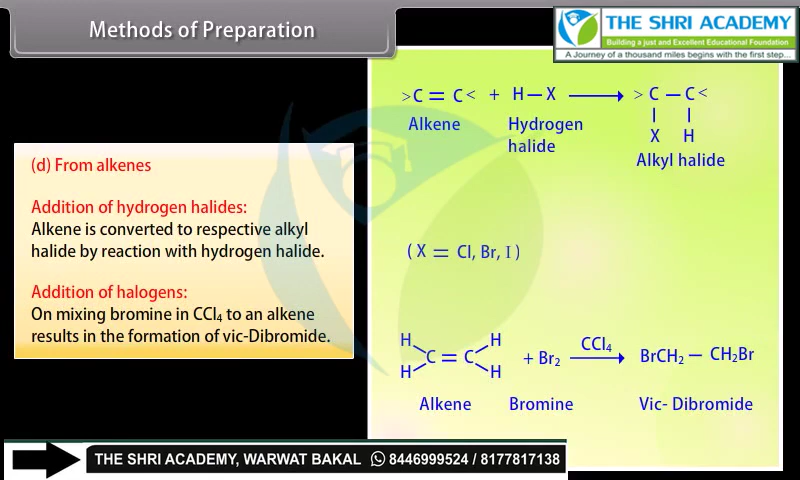 Methods of Preparation
THE SHRI ACADEMY
Building a just and Excellent Educational Foundation
A Journey of a thousand miles begins with the first step...
(d) From alkenes
Addition of hydrogen halides:
Alkene is converted to respective alkyl
halide by reaction with hydrogen halide.
Addition of halogens:
On mixing bromine in CCl₄ to an alkene
results in the formation of vic-Dibromide.
>C = C< + H – X ⟶ >C – C<
X H
Alkene Hydrogen halide Alkyl halide
( X = Cl, Br, I )
H H
C = C + Br₂ CCl₄ ⟶ BrCH₂ – CH₂Br
H H
Alkene Bromine Vic- Dibromide
THE SHRI ACADEMY, WARWAT BAKAL 8446999524 / 8177817138